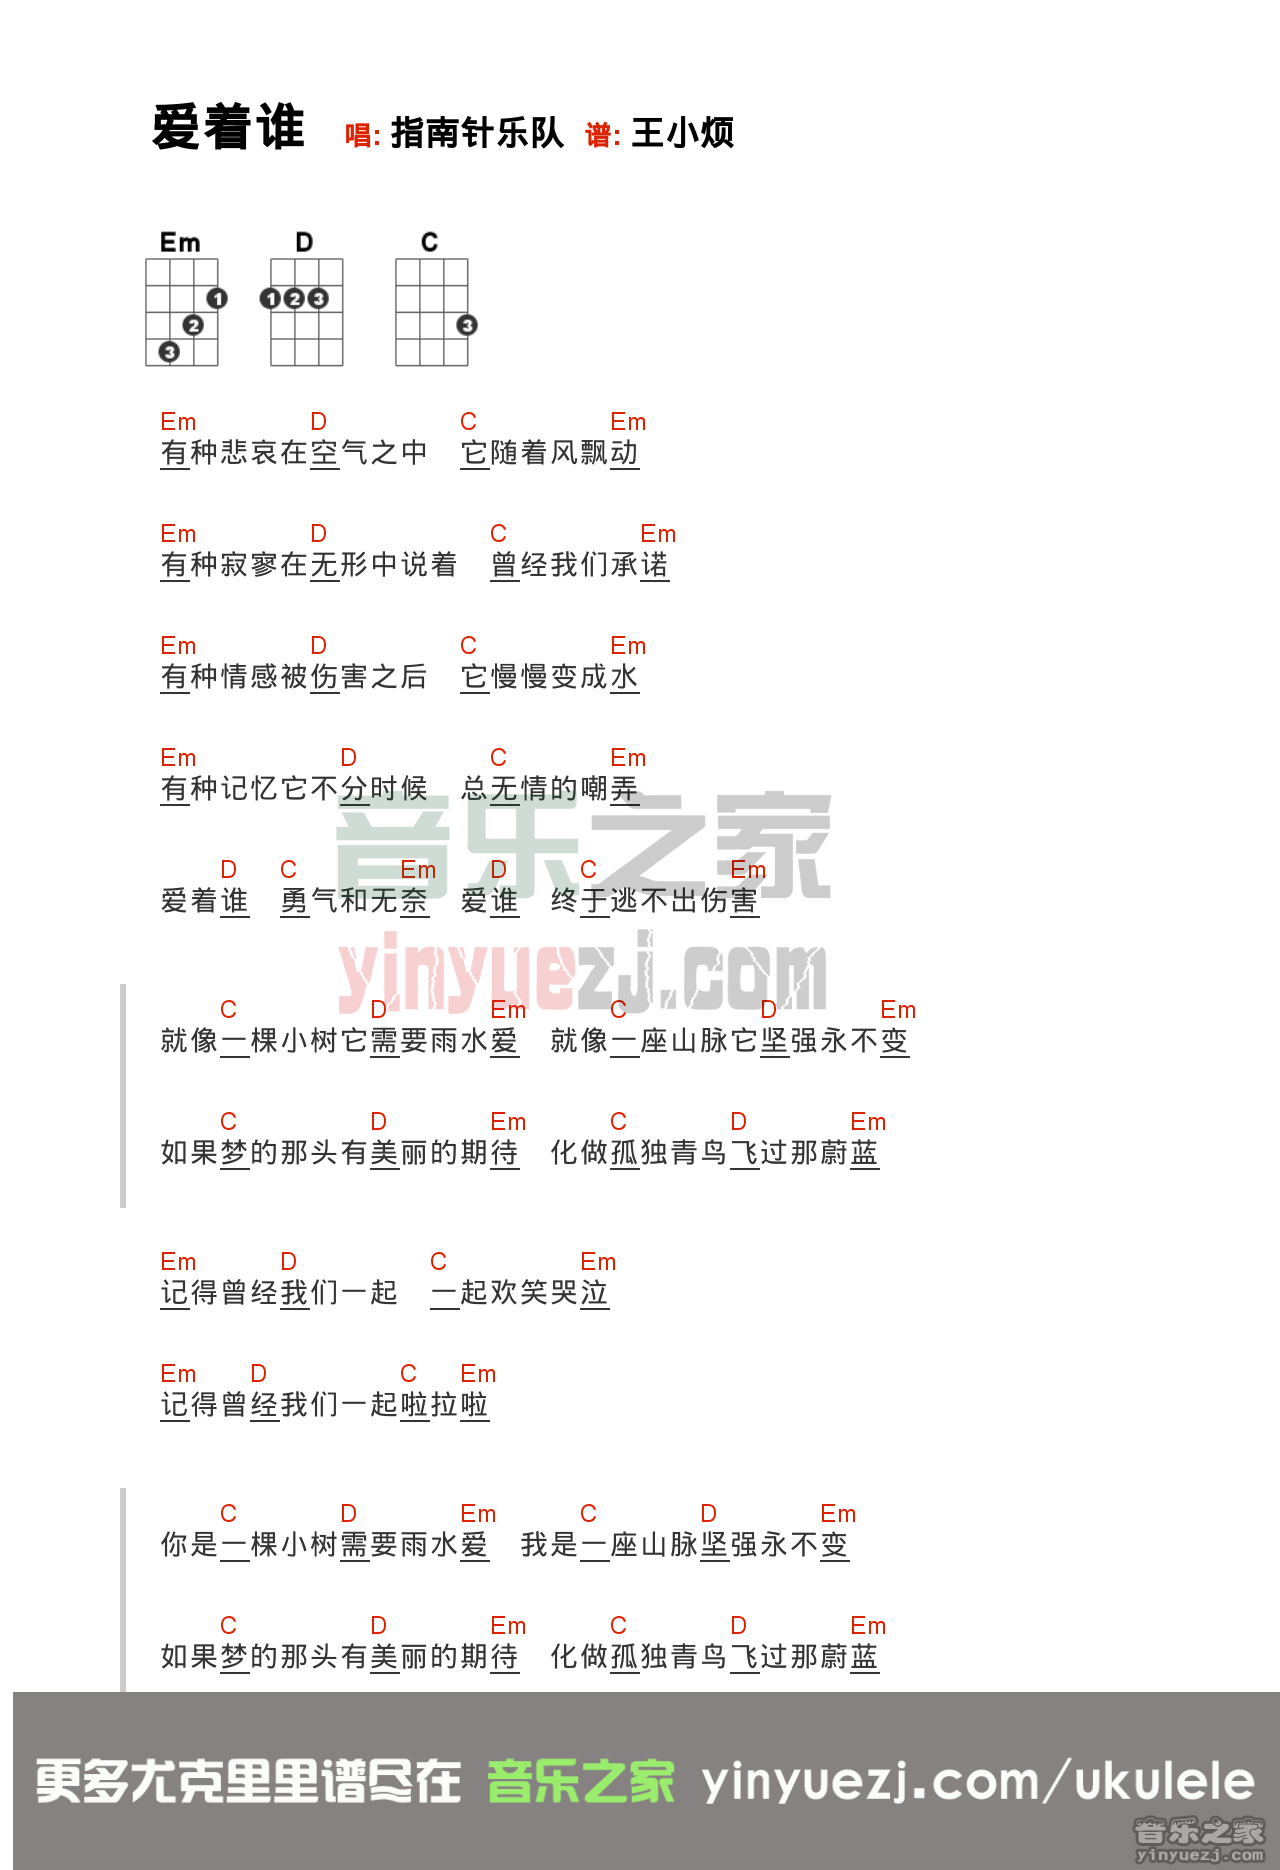 爱着谁 唱: 指南针乐队 谱: 王小烦
Em D C
1 1 2 3
2 3
3
Em D C Em
有种悲哀在空气之中 它随着风飘动
Em D C Em
有种寂寥在无形中说着 曾经我们承诺
Em D C Em
有种情感被伤害之后 它慢慢变成水
Em D C Em
有种记忆它不分时候 总无情的嘲弄
音乐之家
D C Em D C Em
爱着谁 勇气和无奈 爱谁 终于逃不出伤害
yinyuezj.com
C D Em C D Em
就像一棵小树它需要雨水爱 就像一座山脉它坚强永不变
C D Em C D Em
如果梦的那头有美丽的期待 化做孤独青鸟飞过那蔚蓝
Em D C Em
记得曾经我们一起 一起欢笑哭泣
Em D C Em
记得曾经我们一起啦拉啦
C D Em C D Em
你是一棵小树需要雨水爱 我是一座山脉坚强永不变
C D Em C D Em
如果梦的那头有美丽的期待 化做孤独青鸟飞过那蔚蓝
更多尤克里里谱尽在 音乐之家 yinyuezj.com/ukulele
音乐之家
yinyuezj.com